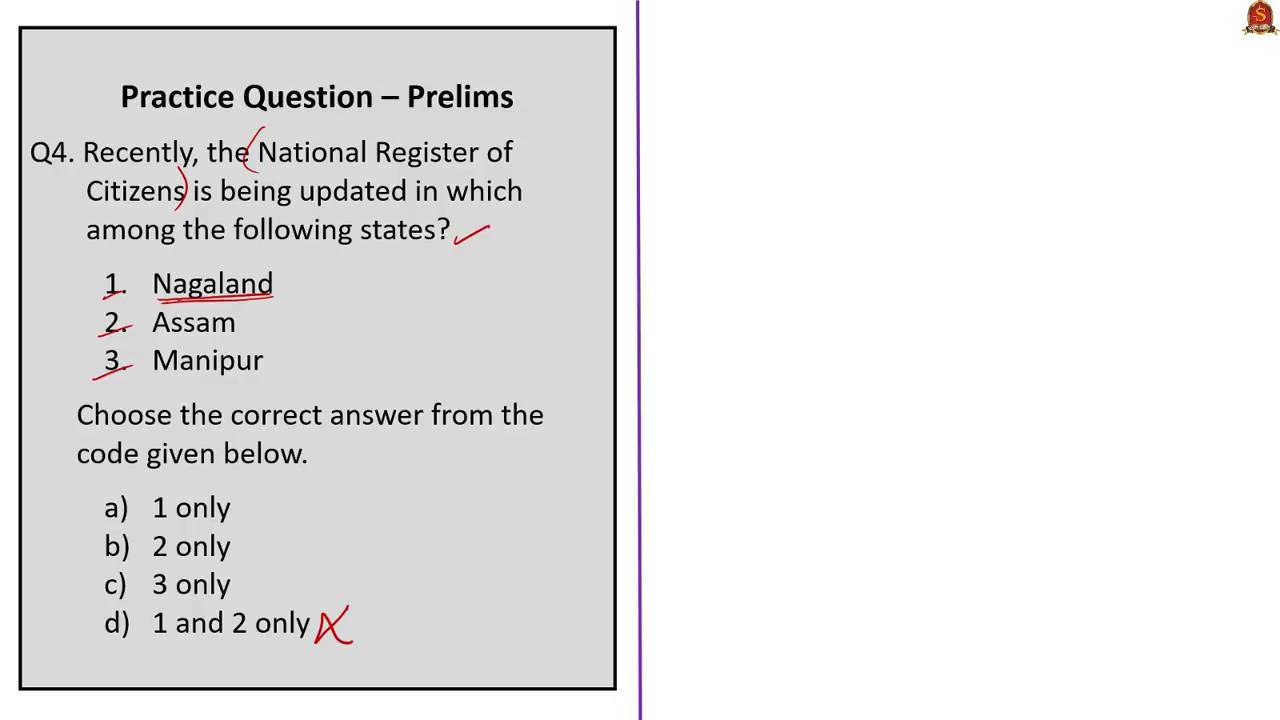 Practice Question – Prelims
Q4. Recently, the National Register of
Citizens is being updated in which
among the following states?
1. Nagaland
2. Assam
3. Manipur
Choose the correct answer from the
code given below.
a) 1 only
b) 2 only
c) 3 only
d) 1 and 2 only